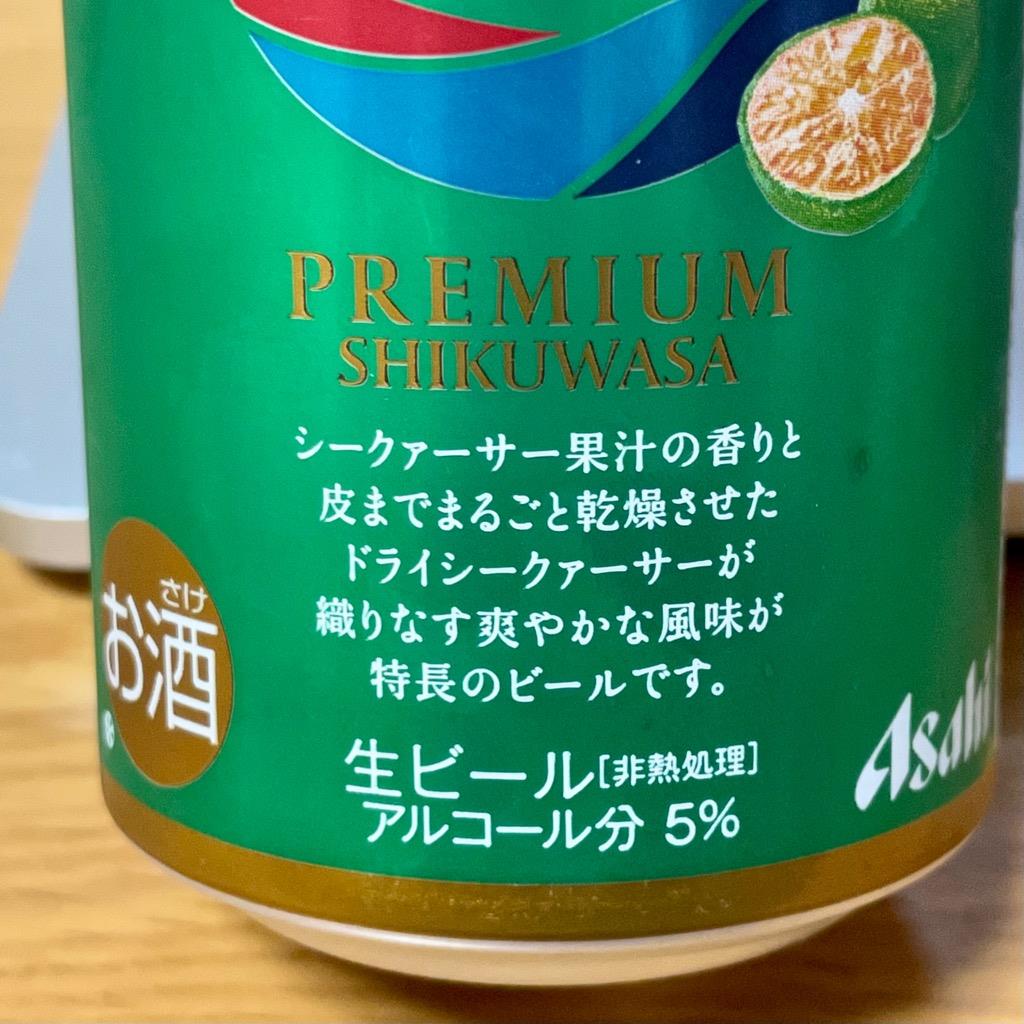 PREMIUM
SHIKUWASA
シークァーサー果汁の香りと
皮までまるごと乾燥させた
ドライシークァーサーが
織りなす爽やかな風味が
特長のビールです。
さけ
お酒
Asahi
生ビール[非熱処理]
アルコール分 5%